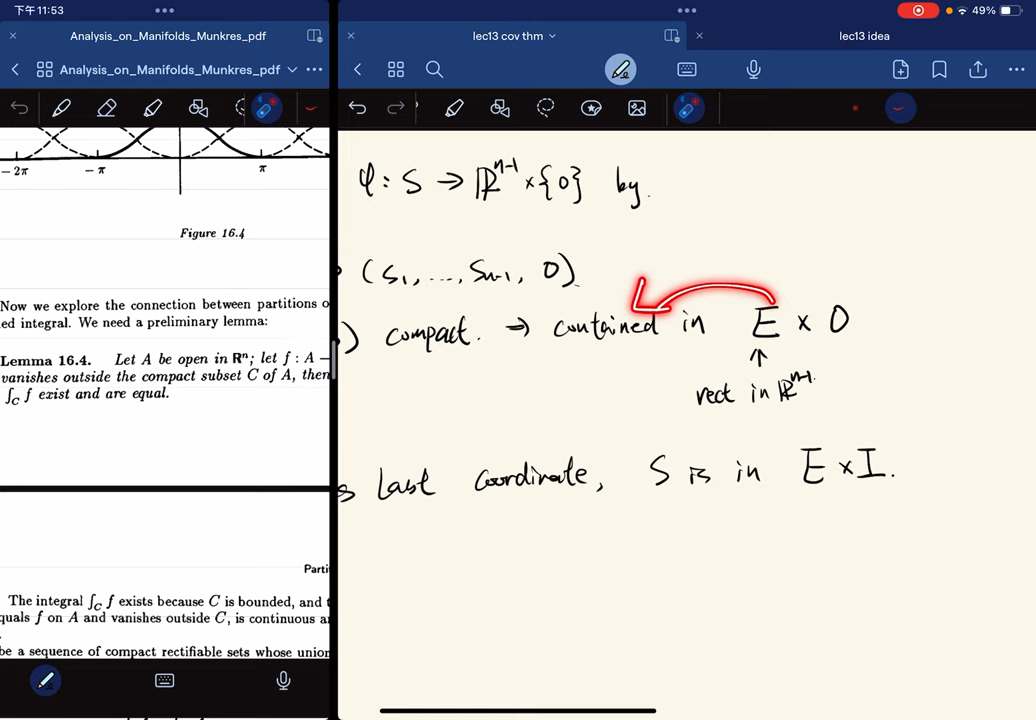 下午11:53
49%
Analysis_on_Manifolds_Munkres_pdf
lec13 cov thm
lec13 idea
Analysis_on_Manifolds_Munkres_pdf
−2π −π π
Figure 16.4
Now we explore the connection between partitions o
ed integral. We need a preliminary lemma:
Lemma 16.4. Let A be open in Rⁿ; let f : A —
vanishes outside the compact subset C of A, then
∫_C f exist and are equal.
Parti
The integral ∫_C f exists because C is bounded, and
quals f on A and vanishes outside C, is continuous a
be a sequence of compact rectifiable sets whose union
φ : S → ℝⁿ⁻¹ × {0} by
(s₁, ..., sₙ₋₁, 0)
) compact. ⇒ contained in E × 0
↑
rect in ℝⁿ⁻¹.
s last coordinate, S is in E × I.